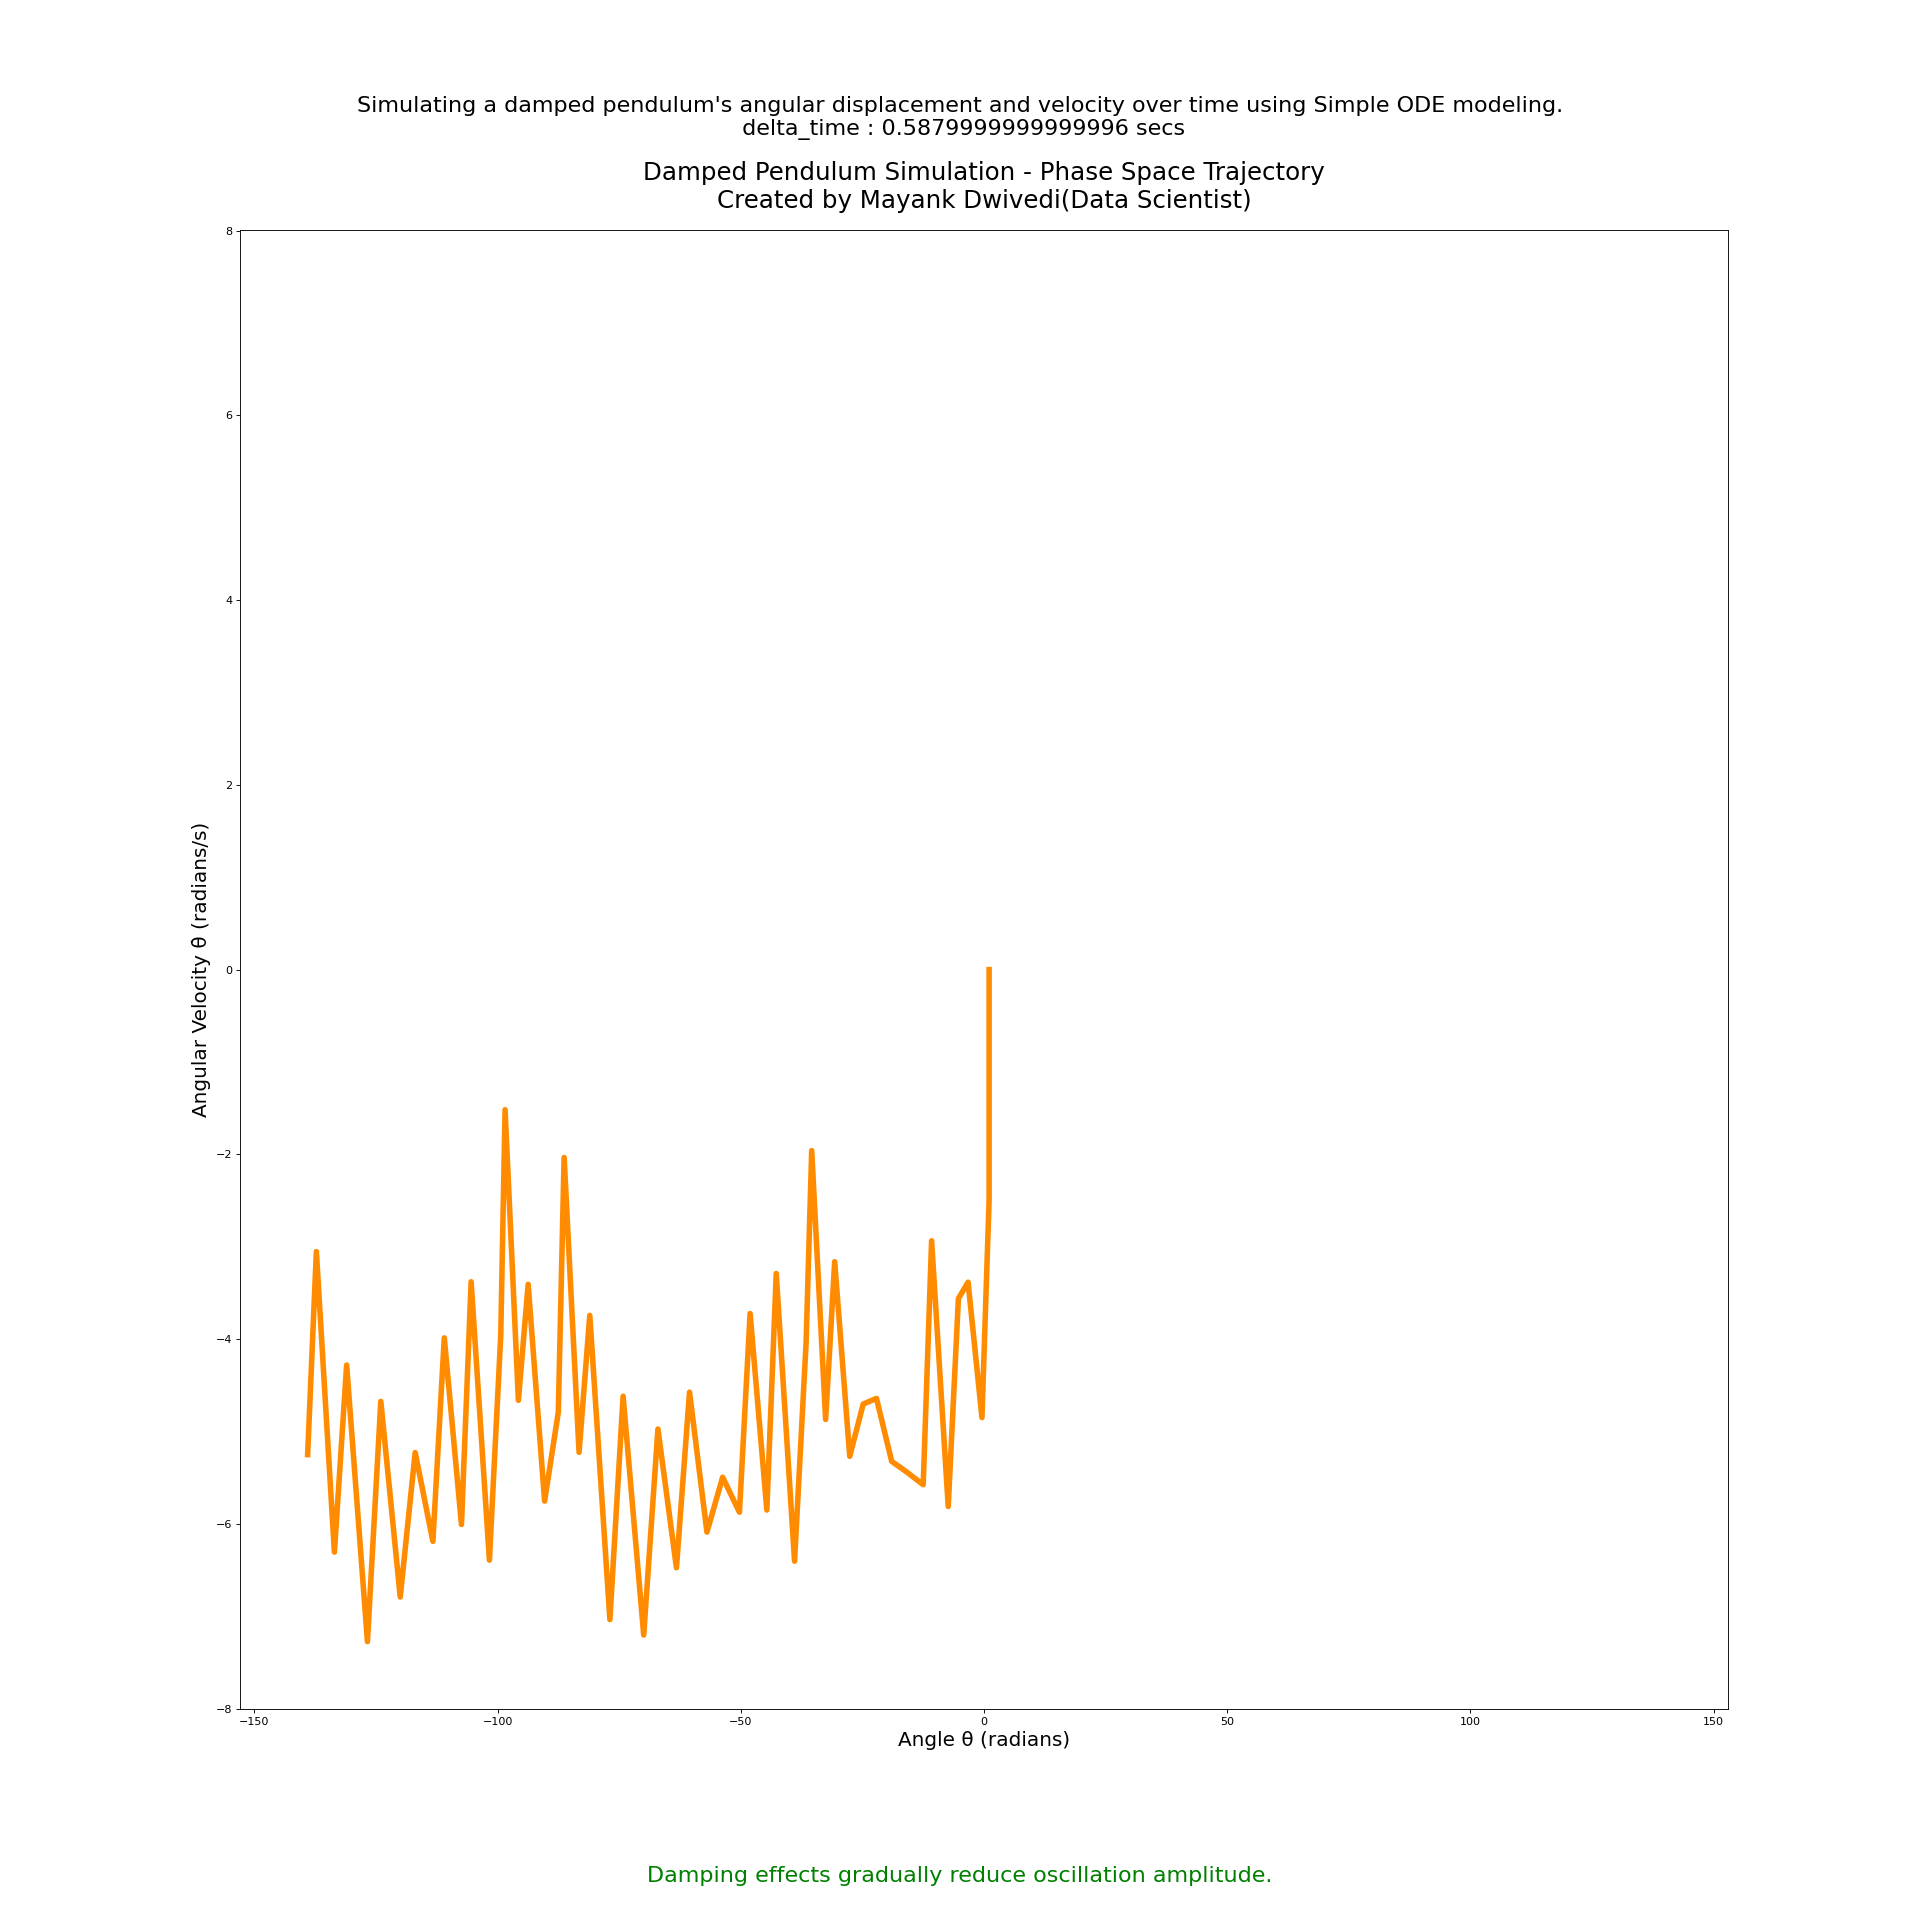 Simulating a damped pendulum's angular displacement and velocity over time using Simple ODE modeling.
delta_time : 0.5879999999999996 secs
Damped Pendulum Simulation - Phase Space Trajectory
Created by Mayank Dwivedi(Data Scientist)
8
6
4
2
0
−2
−4
−6
−8
Angular Velocity θ̇ (radians/s)
−150
−100
−50
0
50
100
150
Angle θ (radians)
Damping effects gradually reduce oscillation amplitude.